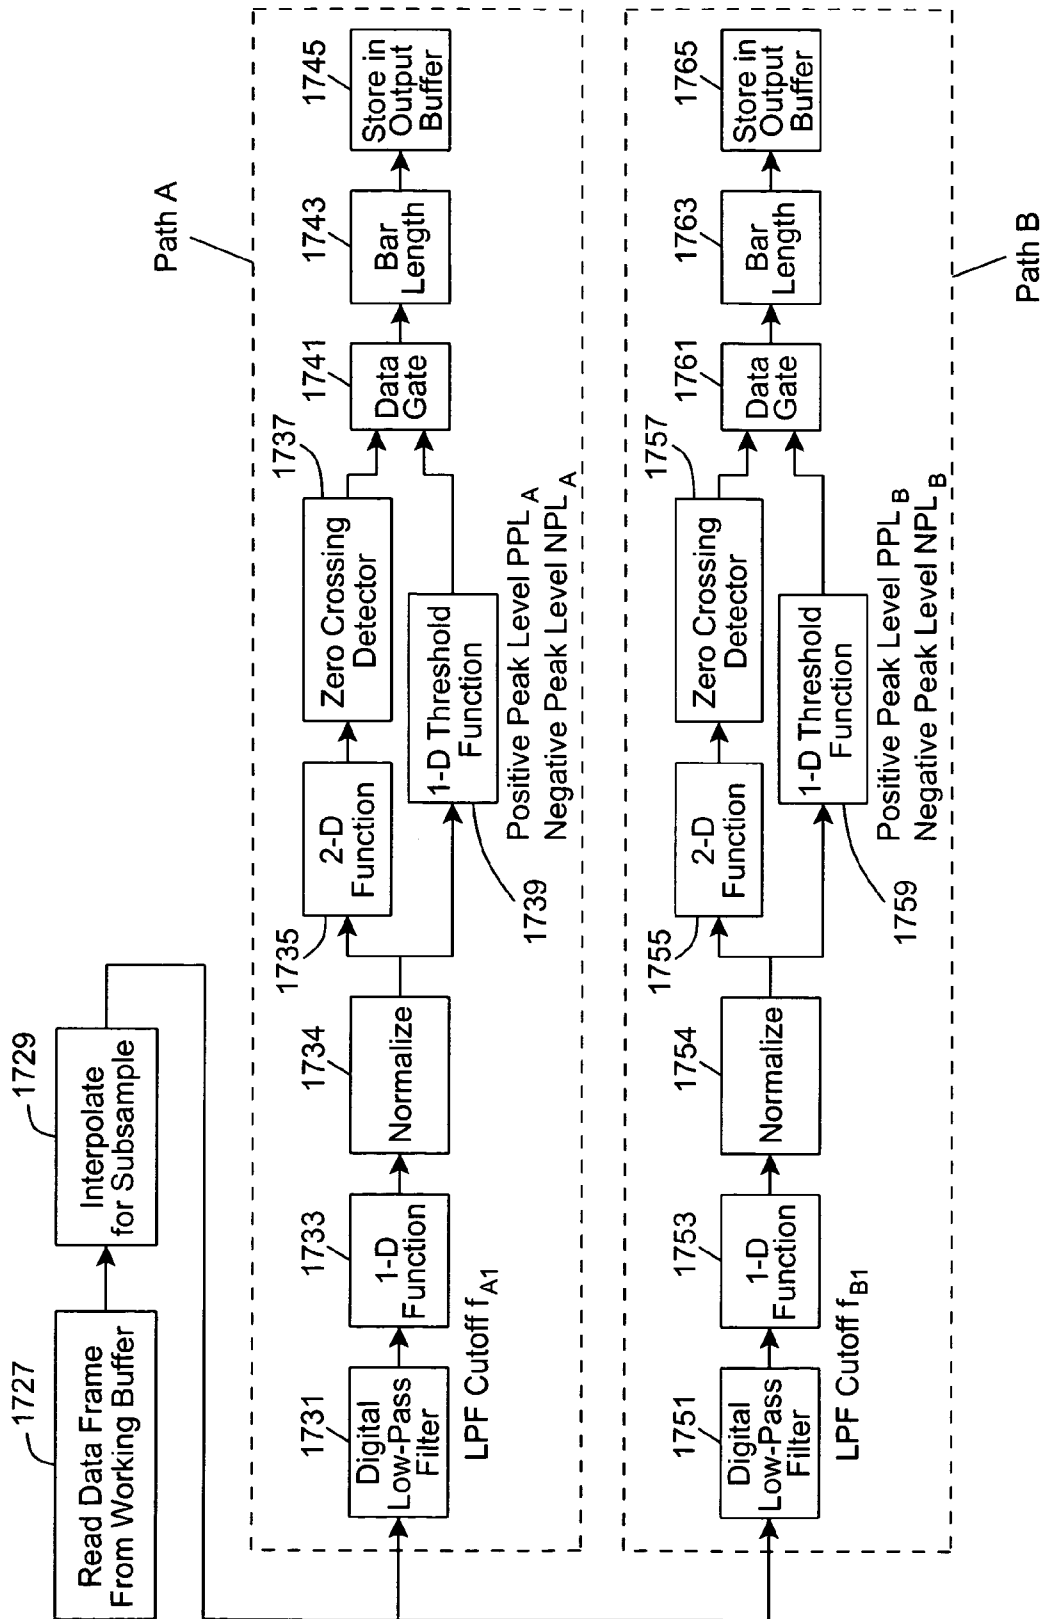 1727
Read Data Frame
From Working Buffer
1729
Interpolate
for Subsample
Path A
1731
Digital
Low-Pass
Filter
LPF Cutoff f_A1
1733
1-D
Function
1734
Normalize
1735
2-D
Function
1737
Zero Crossing
Detector
1739
1-D Threshold
Function
Positive Peak Level PPL_A
Negative Peak Level NPL_A
1741
Data
Gate
1743
Bar
Length
1745
Store in
Output
Buffer
1751
Digital
Low-Pass
Filter
LPF Cutoff f_B1
1753
1-D
Function
1754
Normalize
1755
2-D
Function
1757
Zero Crossing
Detector
1759
1-D Threshold
Function
Positive Peak Level PPL_B
Negative Peak Level NPL_B
1761
Data
Gate
1763
Bar
Length
1765
Store in
Output
Buffer
Path B